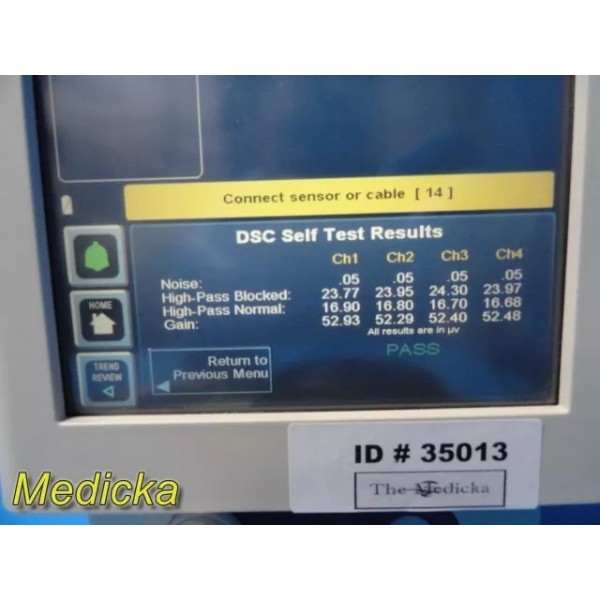 Connect sensor or cable [ 14 ]
DSC Self Test Results
Ch1 Ch2 Ch3 Ch4
Noise: .05 .05 .05 .05
High-Pass Blocked: 23.77 23.95 24.30 23.97
High-Pass Normal: 16.90 16.80 16.70 16.68
Gain: 52.93 52.29 52.40 52.48
All results are in µv
PASS
HOME
TREND
REVIEW
Return to
Previous Menu
ID # 35013
The Medicka
Medicka